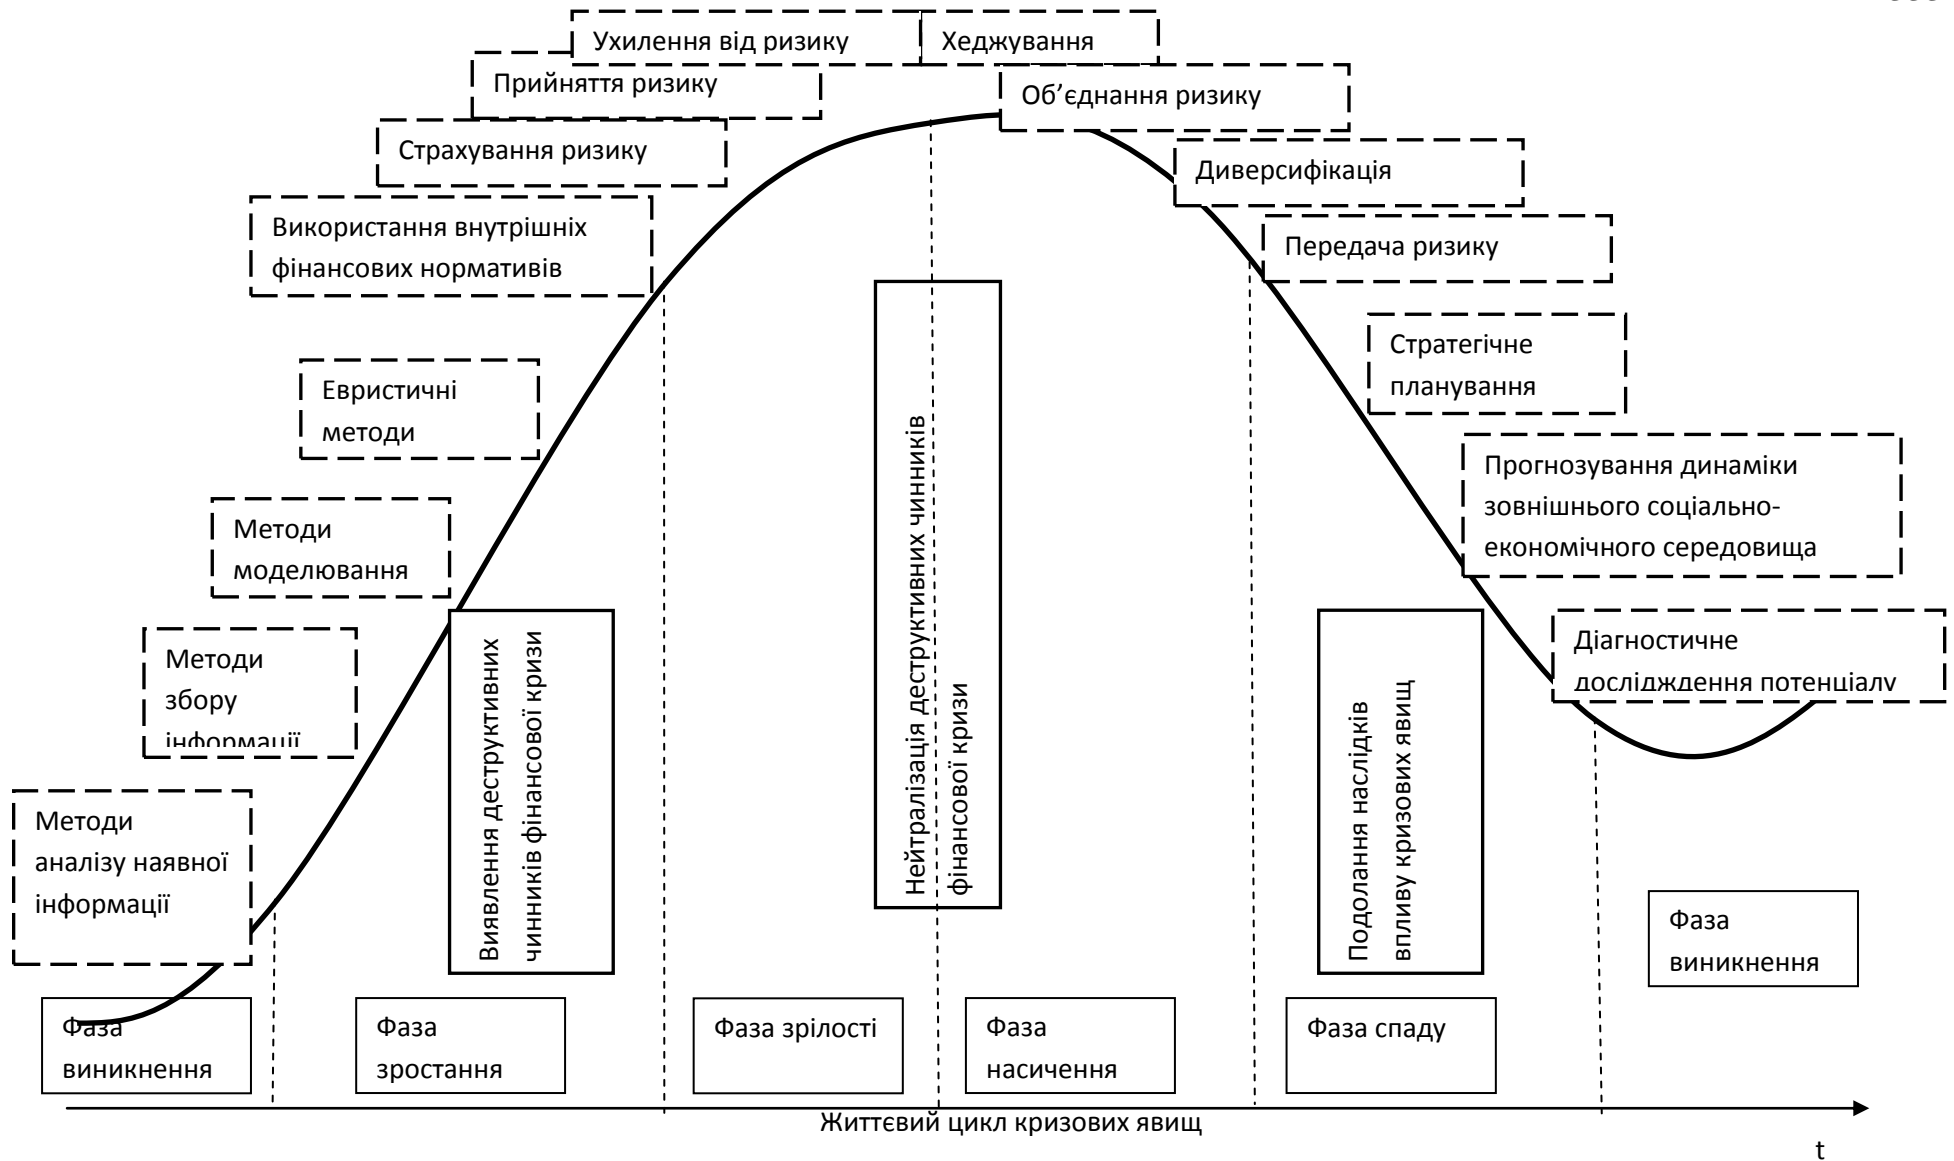 Ухилення від ризику
Хеджування
Прийняття ризику
Об’єднання ризику
Страхування ризику
Диверсифікація
Використання внутрішніх
фінансових нормативів
Передача ризику
Стратегічне
планування
Евристичні
методи
Прогнозування динаміки
зовнішнього соціально-
економічного середовища
Методи
моделювання
Діагностичне
дослідждення потенціалу
Методи
збору
інформації
Методи
аналізу наявної
інформації
Виявлення деструктивних
чинників фінансової кризи
Нейтралізація деструктивних чинників
фінансової кризи
Подолання наслідків
впливу кризових явищ
Фаза
виникнення
Фаза
виникнення
Фаза
зростання
Фаза зрілості
Фаза
насичення
Фаза спаду
Життєвий цикл кризових явищ
t